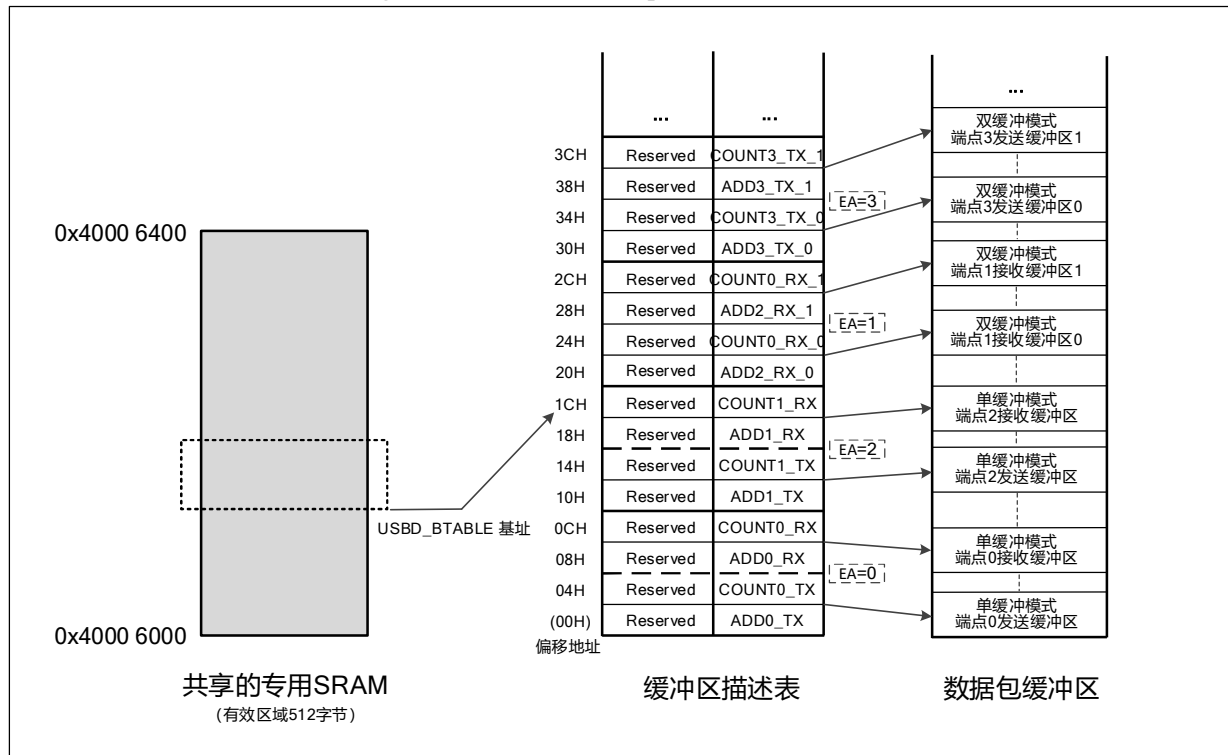 ...
...
...
双缓冲模式
端点3发送缓冲区1
3CH Reserved COUNT3_TX_1
38H Reserved ADD3_TX_1
EA=3
双缓冲模式
端点3发送缓冲区0
34H Reserved COUNT3_TX_0
0x4000 6400
30H Reserved ADD3_TX_0
双缓冲模式
端点1接收缓冲区1
2CH Reserved COUNT0_RX_1
28H Reserved ADD2_RX_1
EA=1
双缓冲模式
端点1接收缓冲区0
24H Reserved COUNT0_RX_0
20H Reserved ADD2_RX_0
1CH Reserved COUNT1_RX
单缓冲模式
端点2接收缓冲区
18H Reserved ADD1_RX
EA=2
14H Reserved COUNT1_TX
单缓冲模式
端点2发送缓冲区
10H Reserved ADD1_TX
USBD_BTABLE 基址
0CH Reserved COUNT0_RX
单缓冲模式
端点0接收缓冲区
08H Reserved ADD0_RX
EA=0
04H Reserved COUNT0_TX
单缓冲模式
端点0发送缓冲区
0x4000 6000
(00H) Reserved ADD0_TX
偏移地址
共享的专用SRAM
(有效区域512字节)
缓冲区描述表
数据包缓冲区